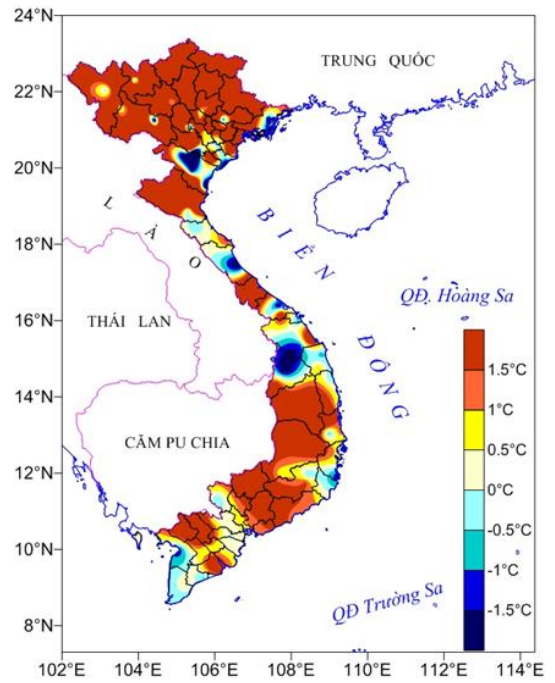 24°N
22°N
20°N
18°N
16°N
14°N
12°N
10°N
8°N
TRUNG QUỐC
LÀO
BIỂN ĐÔNG
QĐ. Hoàng Sa
THÁI LAN
CĂM PU CHIA
QĐ Trường Sa
1.5°C
1°C
0.5°C
0°C
-0.5°C
-1°C
-1.5°C
102°E
104°E
106°E
108°E
110°E
112°E
114°E